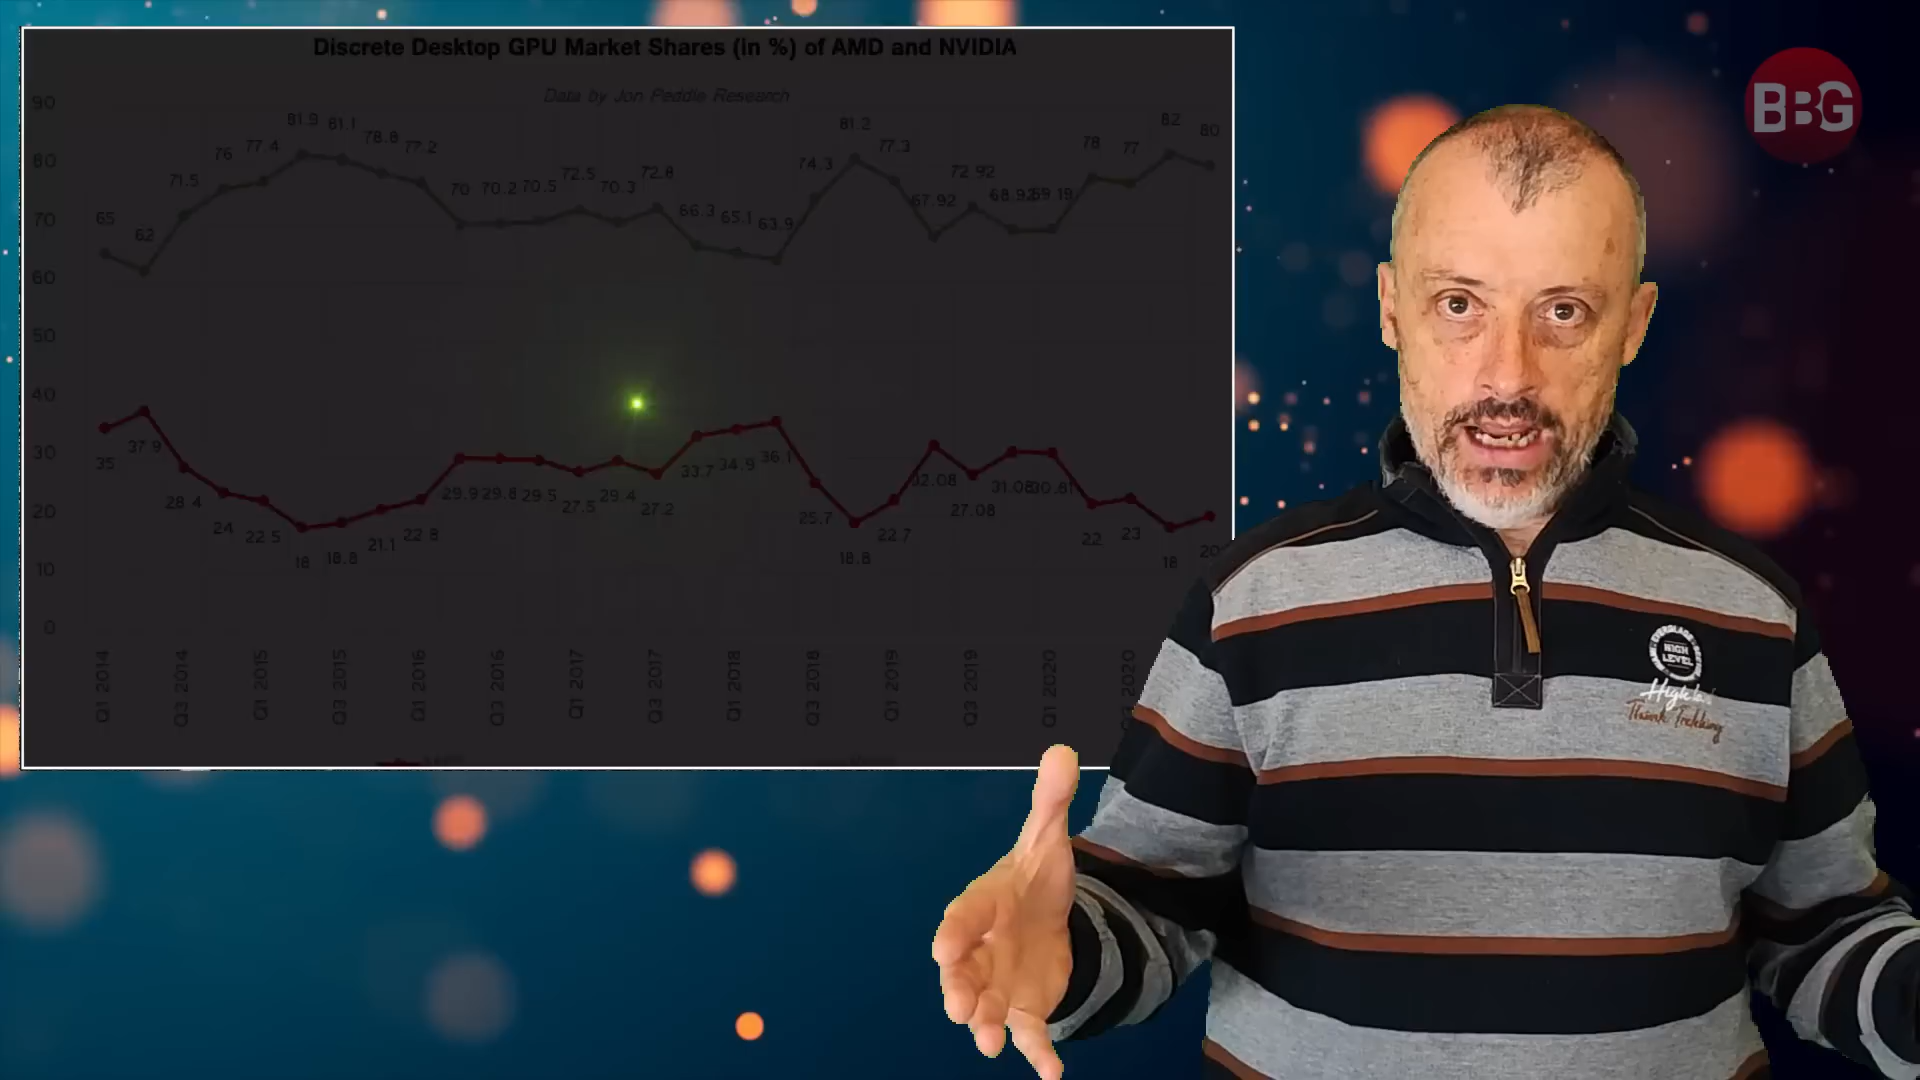 Discrete Desktop GPU Market Shares (in %) of AMD and NVIDIA
Data by Jon Peddie Research
90
80
70
60
50
40
30
20
10
0
65 62 71.5 76 77.4 81.9 81.1 78.8 77.2 70 70.2 70.5 72.5 70.3 72.8 66.3 65.1 63.9 74.3 81.2 77.3 67.92 72.92 68.92 69.19 78 77 82 80
35 37.9 28.4 24 22.5 18 18.8 21.1 22.8 29.9 29.8 29.5 27.5 29.4 27.2 33.7 34.9 36.1 25.7 18.8 22.7 32.08 27.08 31.08 30.81 22 23 18 20
Q1 2014 Q3 2014 Q1 2015 Q3 2015 Q1 2016 Q3 2016 Q1 2017 Q3 2017 Q1 2018 Q3 2018 Q1 2019 Q3 2019 Q1 2020 2020
BBG
HIGH
LEVEL
Trekking